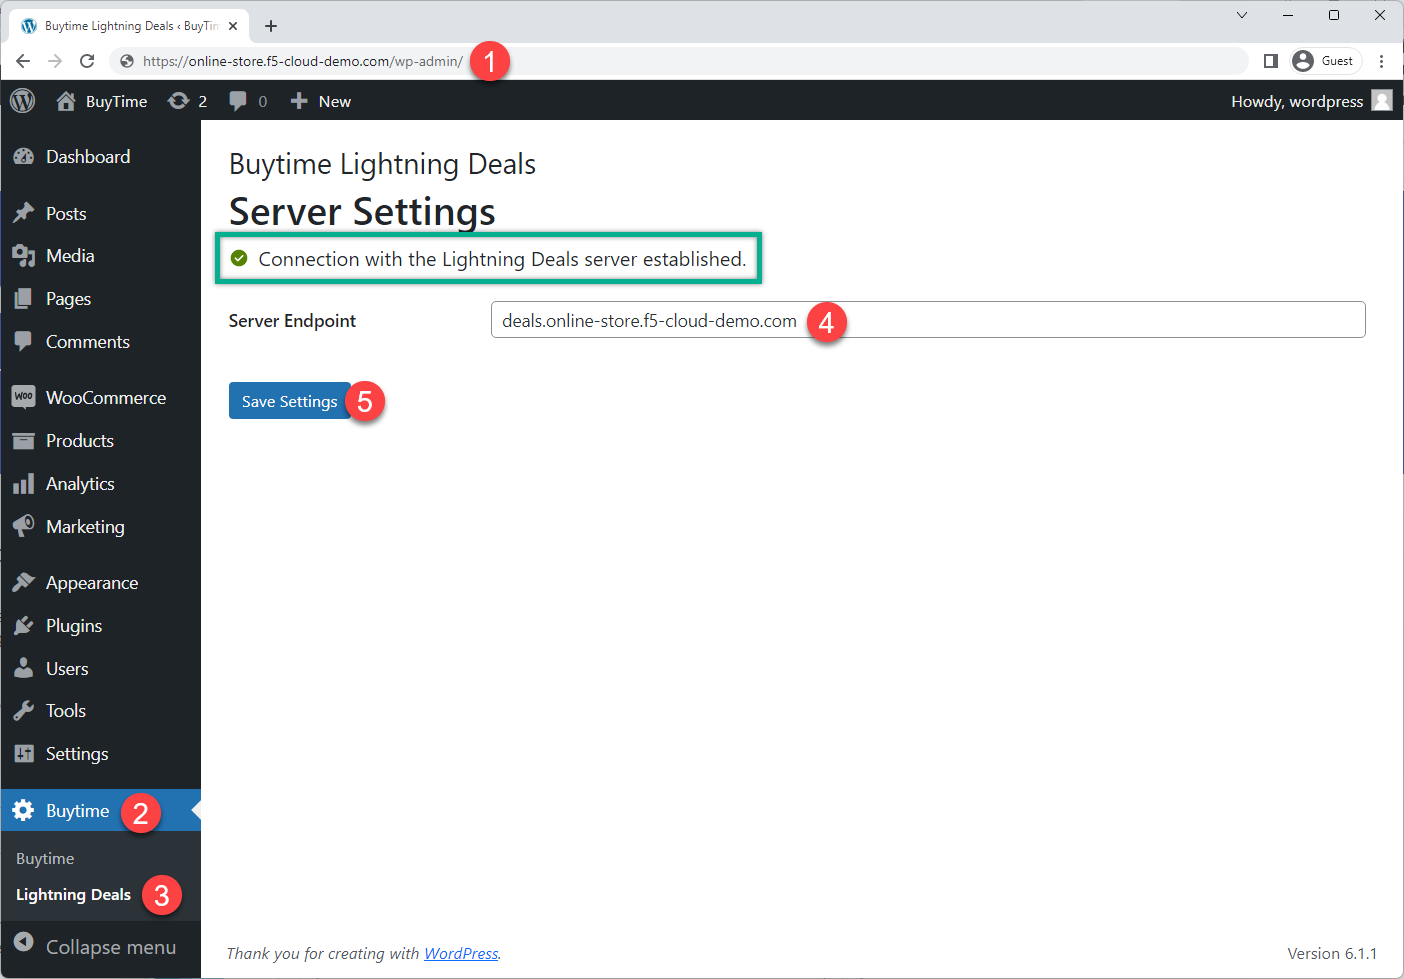 Buytime Lightning Deals ‹ BuyTim
https://online-store.f5-cloud-demo.com/wp-admin/ 1
Guest
BuyTime 2 0 New
Howdy, wordpress
Dashboard
Posts
Media
Pages
Comments
Woo WooCommerce
Products
Analytics
Marketing
Appearance
Plugins
Users
Tools
Settings
Buytime 2
Buytime
Lightning Deals 3
Collapse menu
Buytime Lightning Deals
Server Settings
Connection with the Lightning Deals server established.
Server Endpoint
deals.online-store.f5-cloud-demo.com 4
Save Settings 5
Thank you for creating with WordPress.
Version 6.1.1